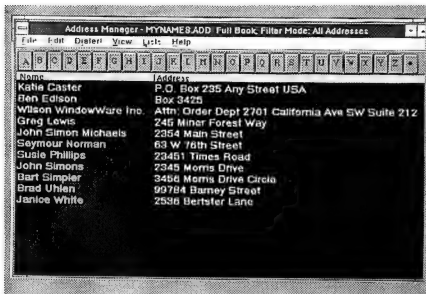 Address Manager - MYNAMES.ADD Full Book, Filter Mode: All Addresses
File Edit Dialer! View Lists Help
A B C D E F G H I J K L M N O P Q R S T U V W X Y Z *
Name Address
Katie Caster P.O. Box 235 Any Street USA
Ben Edison Box 3425
Wilson WindowWare Inc. Attn: Order Dept 2701 California Ave SW Suite 212
Greg Lewis 245 Minor Forest Way
John Simon Michaels 2354 Main Street
Seymour Norman 63 W 76th Street
Susie Phillips 23451 Times Road
John Simons 2345 Morris Drive
Bart Simpler 3456 Morris Drive Circle
Brad Uhlen 99784 Barney Street
Janice White 2536 Bertster Lane